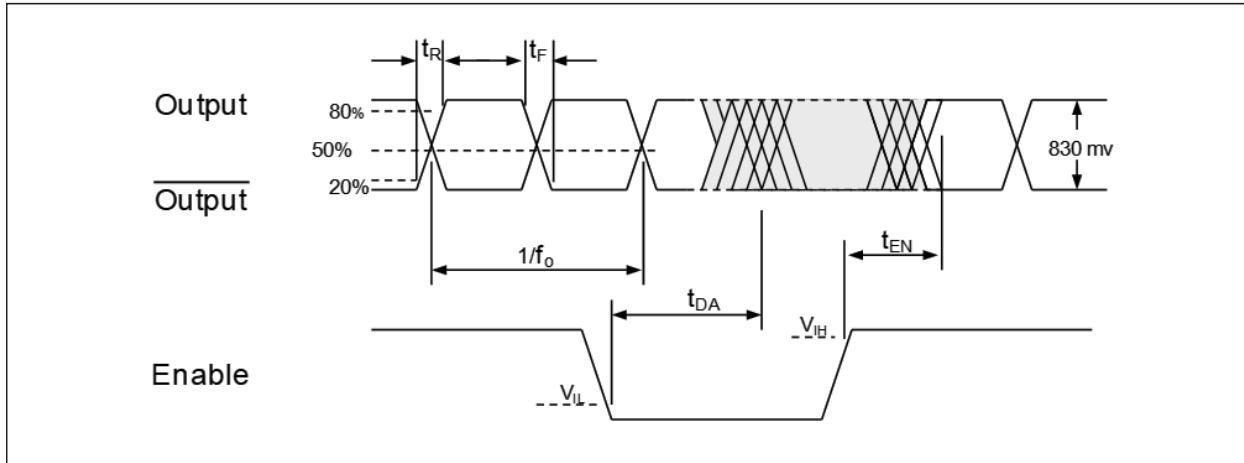 tR
tF
Output
80%
50%
830 mv
20%
Output
tEN
1/fo
tDA
VIH
Enable
VIL